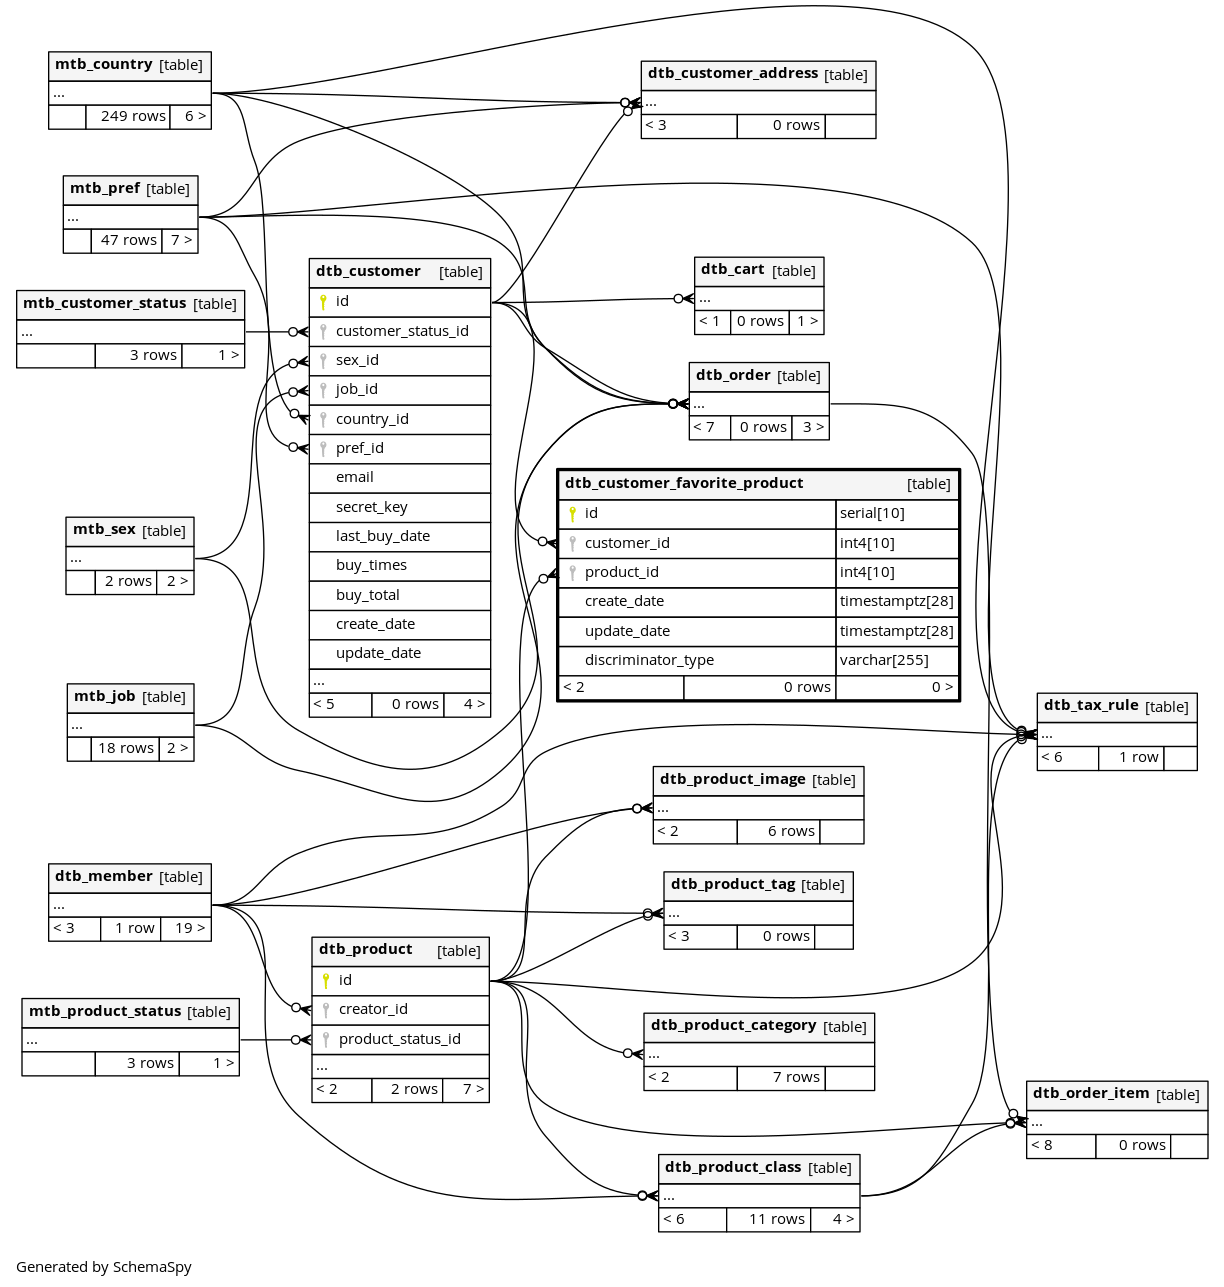 mtb_country [table]
...
249 rows 6 >
dtb_customer_address [table]
...
< 3 0 rows
mtb_pref [table]
...
47 rows 7 >
dtb_customer [table]
id
customer_status_id
sex_id
job_id
country_id
pref_id
email
secret_key
last_buy_date
buy_times
buy_total
create_date
update_date
...
< 5 0 rows 4 >
dtb_cart [table]
...
< 1 0 rows 1 >
mtb_customer_status [table]
...
3 rows 1 >
dtb_order [table]
...
< 7 0 rows 3 >
dtb_customer_favorite_product [table]
id serial[10]
customer_id int4[10]
product_id int4[10]
create_date timestamptz[28]
update_date timestamptz[28]
discriminator_type varchar[255]
< 2 0 rows 0 >
mtb_sex [table]
...
2 rows 2 >
mtb_job [table]
...
18 rows 2 >
dtb_tax_rule [table]
...
< 6 1 row
dtb_product_image [table]
...
< 2 6 rows
dtb_member [table]
...
< 3 1 row 19 >
dtb_product_tag [table]
...
< 3 0 rows
dtb_product [table]
id
creator_id
product_status_id
...
< 2 2 rows 7 >
mtb_product_status [table]
...
3 rows 1 >
dtb_product_category [table]
...
< 2 7 rows
dtb_order_item [table]
...
< 8 0 rows
dtb_product_class [table]
...
< 6 11 rows 4 >
Generated by SchemaSpy